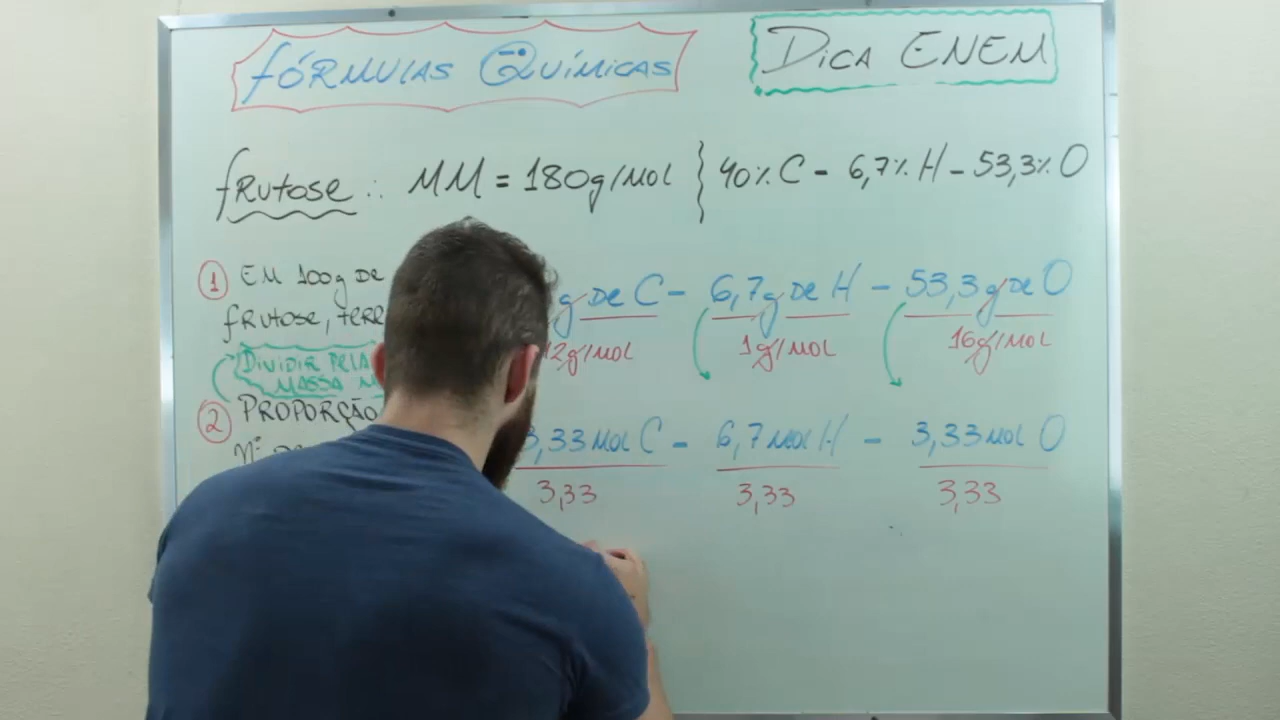 FÓRMULAS QUÍMICAS
DICA ENEM
FRUTOSE ∴ MM = 180g/MOL } 40% C - 6,7% H - 53,3% O
1 EM 100g DE
FRUTOSE,
g DE C - 6,7g DE H - 53,3g DE O
12g/MOL 1g/MOL 16g/MOL
DIVIDIR PELA
MASSA
2 PROPORÇÃO
3,33 MOL C - 6,7 MOL H - 3,33 MOL O
3,33 3,33 3,33